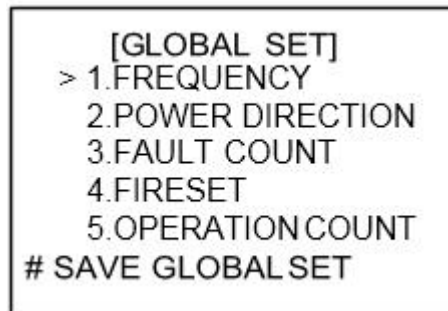 [GLOBAL SET]
> 1.FREQUENCY
2.POWER DIRECTION
3.FAULT COUNT
4.FIRESET
5.OPERATION COUNT
# SAVE GLOBAL SET